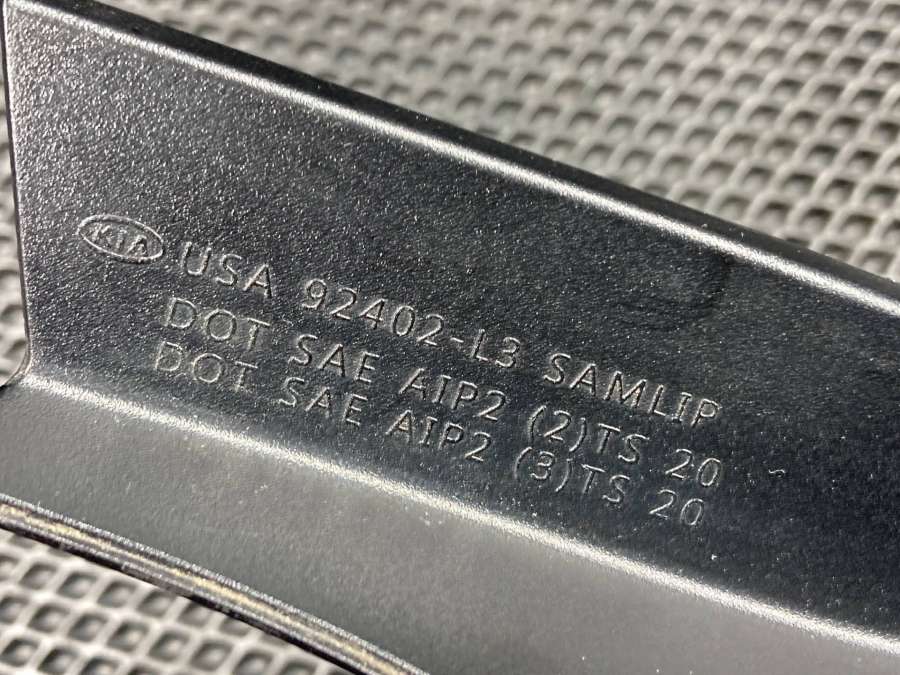 KIA USA 92402-L3 SAMLIP
DOT SAE AIP2 (2)TS 20
DOT SAE AIP2 (3)TS 20